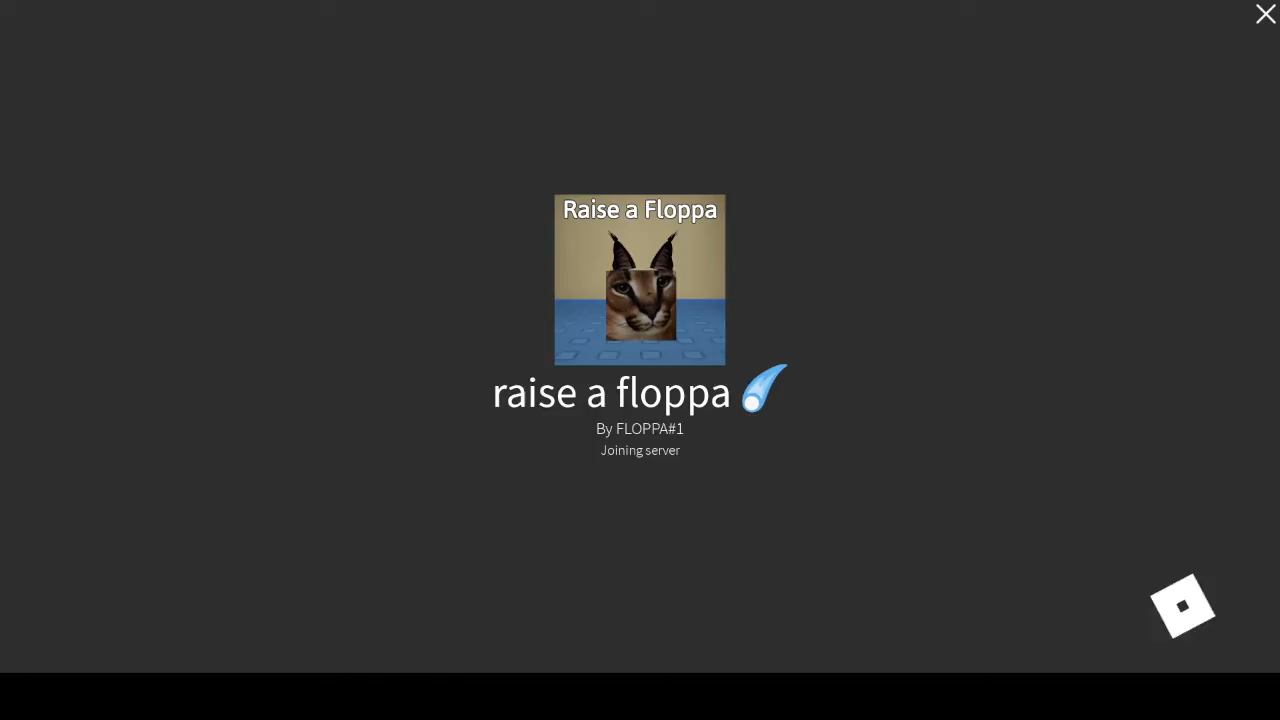 Raise a Floppa
raise a floppa ☄️
By FLOPPA#1
Joining server